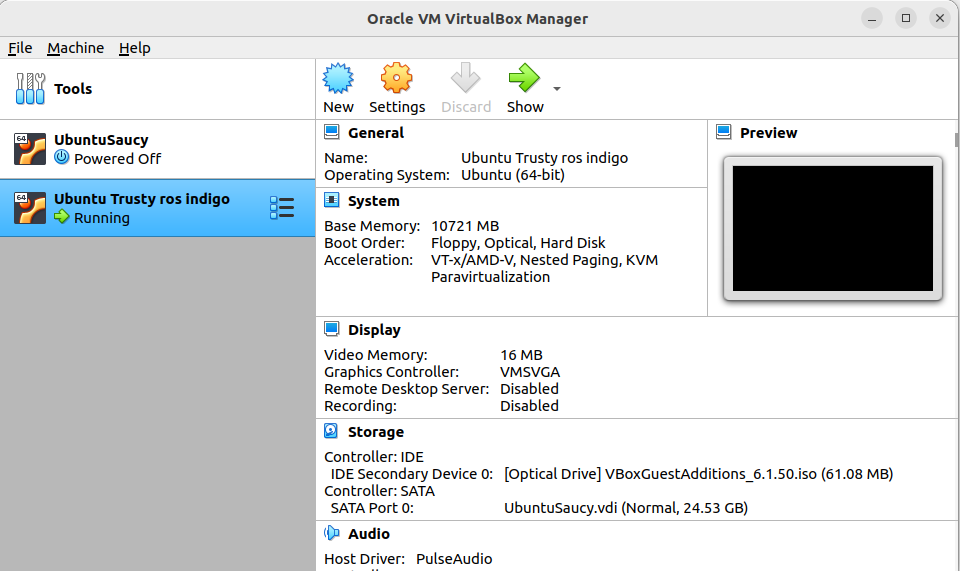 Oracle VM VirtualBox Manager
File Machine Help
Tools
New Settings Discard Show
64 UbuntuSaucy
Powered Off
64 Ubuntu Trusty ros indigo
Running
General
Name: Ubuntu Trusty ros indigo
Operating System: Ubuntu (64-bit)
Preview
System
Base Memory: 10721 MB
Boot Order: Floppy, Optical, Hard Disk
Acceleration: VT-x/AMD-V, Nested Paging, KVM
Paravirtualization
Display
Video Memory: 16 MB
Graphics Controller: VMSVGA
Remote Desktop Server: Disabled
Recording: Disabled
Storage
Controller: IDE
IDE Secondary Device 0: [Optical Drive] VBoxGuestAdditions_6.1.50.iso (61.08 MB)
Controller: SATA
SATA Port 0: UbuntuSaucy.vdi (Normal, 24.53 GB)
Audio
Host Driver: PulseAudio